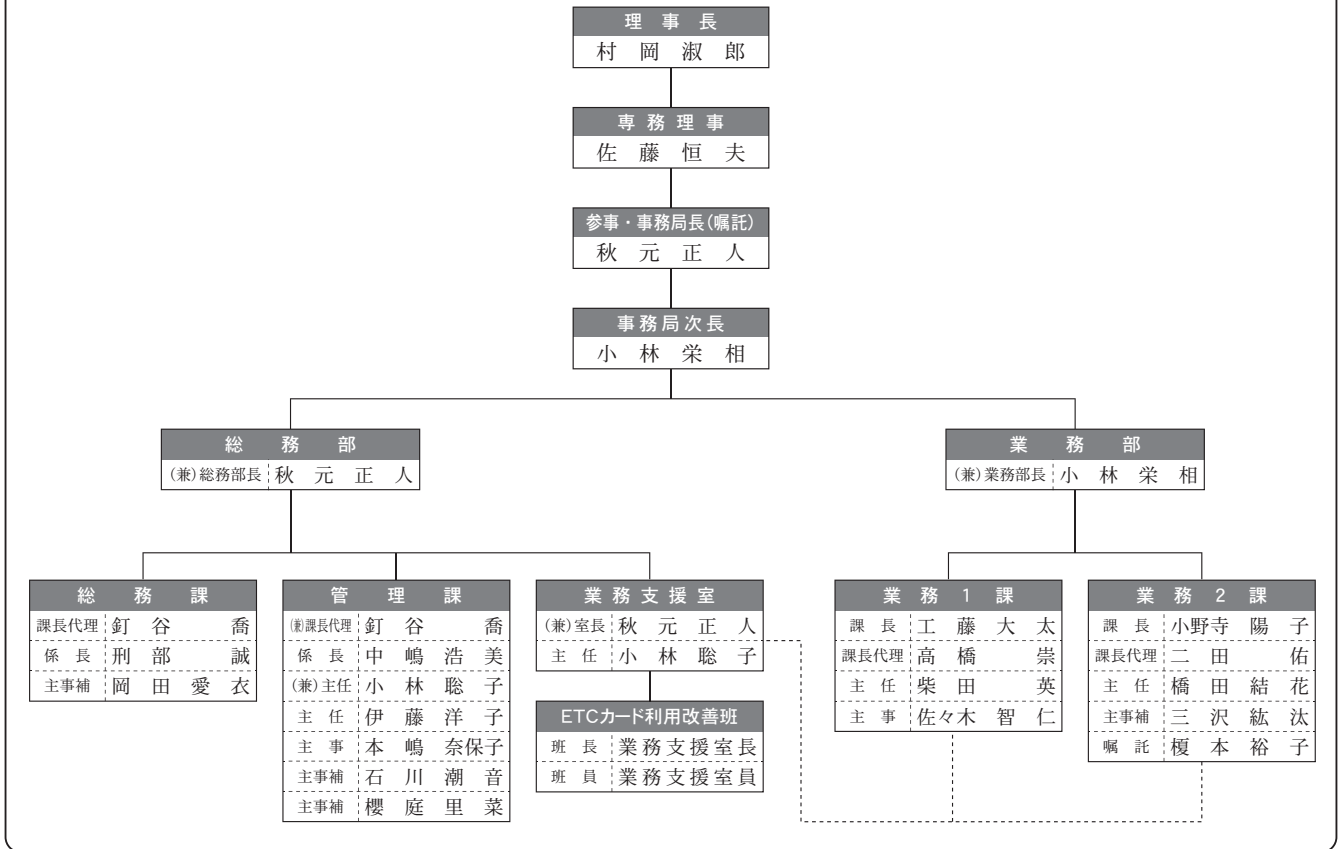 理事長
村岡淑郎
専務理事
佐藤恒夫
参事・事務局長(嘱託)
秋元正人
事務局次長
小林栄相
総務部
(兼)総務部長 秋元正人
業務部
(兼)業務部長 小林栄相
総務課
課長代理 釘谷喬
係長 刑部誠
主事補 岡田愛衣
管理課
(兼)課長代理 釘谷喬
係長 中嶋浩美
(兼)主任 小林聡子
主任 伊藤洋子
主事 本嶋奈保子
主事補 石川潮音
主事補 櫻庭里菜
業務支援室
(兼)室長 秋元正人
主任 小林聡子
ETCカード利用改善班
班長 業務支援室長
班員 業務支援室員
業務1課
課長 工藤大太
課長代理 高橋崇
主任 柴田英
主事 佐々木智仁
業務2課
課長 小野寺陽子
課長代理 二田佑
主任 橋田結花
主事補 三沢紘汰
嘱託 榎本裕子